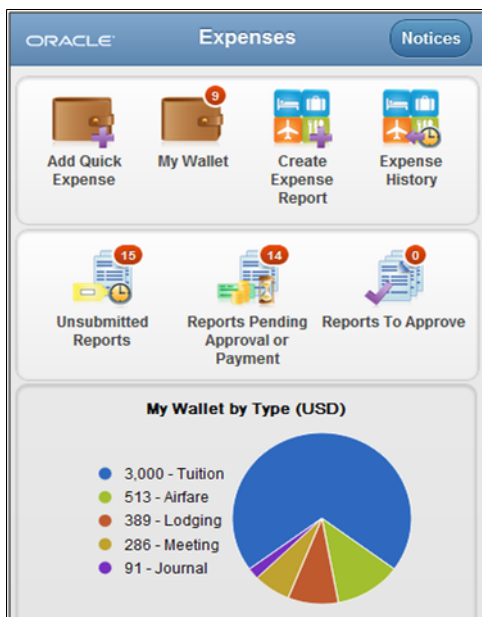 ORACLE Expenses Notices
9
Add Quick My Wallet Create Expense
Expense Expense History
Report
15 14 0
Unsubmitted Reports Pending Reports To Approve
Reports Approval or
Payment
My Wallet by Type (USD)
3,000 - Tuition
513 - Airfare
389 - Lodging
286 - Meeting
91 - Journal